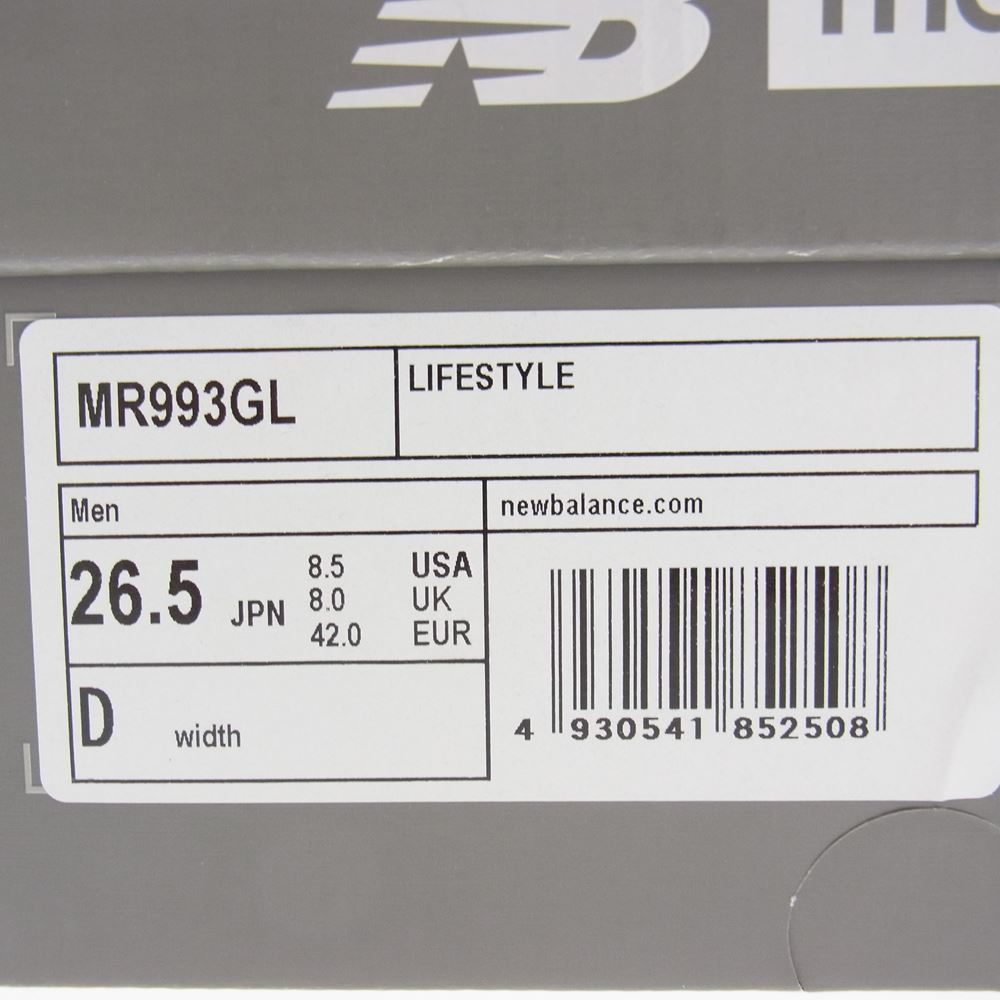 MR993GL
LIFESTYLE
Men
newbalance.com
26.5 JPN
8.5 USA
8.0 UK
42.0 EUR
D width
4 930541 852508